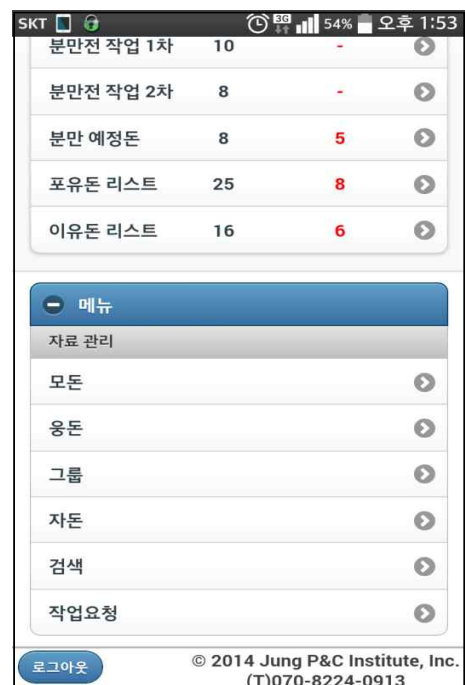 SKT 3G 54% 오후 1:53
분만전 작업 1차 10 -
분만전 작업 2차 8 -
분만 예정돈 8 5
포유돈 리스트 25 8
이유돈 리스트 16 6
메뉴
자료 관리
모돈
웅돈
그룹
자돈
검색
작업요청
로그아웃 © 2014 Jung P&C Institute, Inc.
(T)070-8224-0913